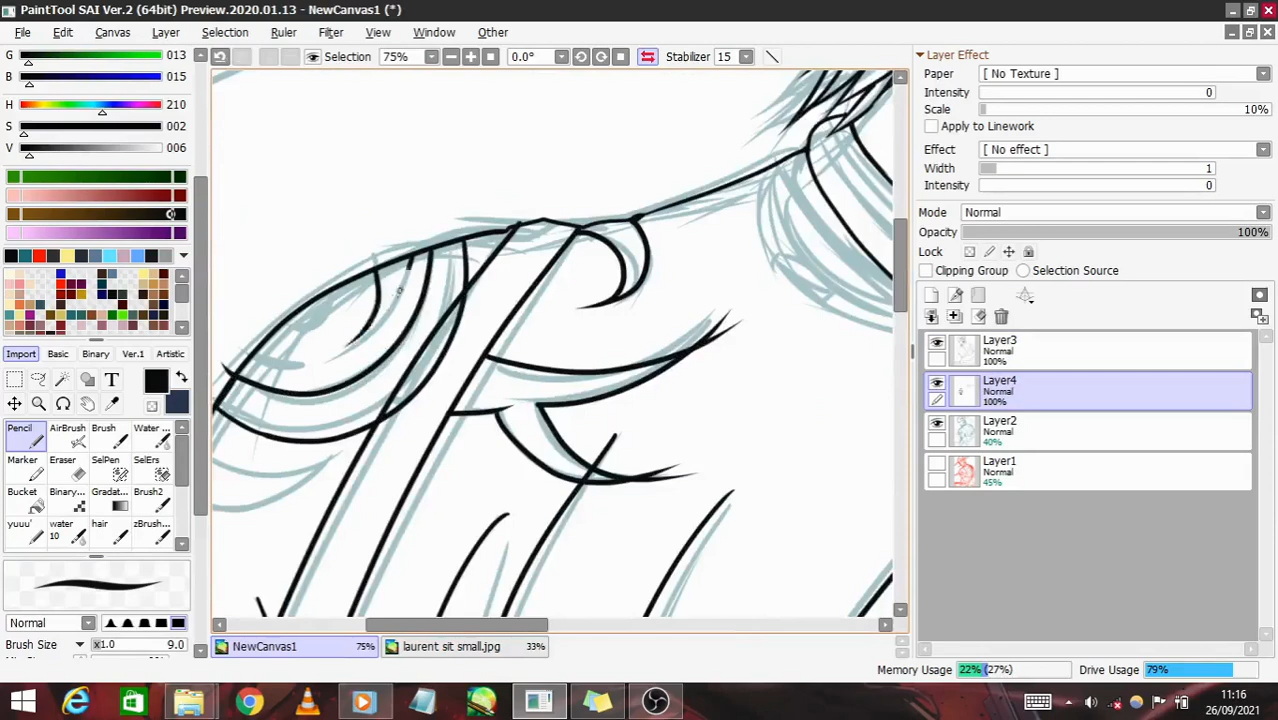 PaintTool SAI Ver.2 (64bit) Preview.2020.01.13 - NewCanvas1 (*)
File Edit Canvas Layer Selection Ruler Filter View Window Other
Selection 75% 0.0° Stabilizer 15
G 013
B 015
H 210
S 002
V 006
Import Basic Binary Ver.1 Artistic
T
Pencil AirBrush Brush Water ...
Marker Eraser SelPen SelErs
Bucket Binary... Gradat... Brush2
yuuu' water 10 hair zBrush...
Normal
Brush Size x1.0 9.0
NewCanvas1 75% laurent sit small.jpg 33%
Layer Effect
Paper [ No Texture ]
Intensity 0
Scale 10%
Apply to Linework
Effect [ No effect ]
Width 1
Intensity 0
Mode Normal
Opacity 100%
Lock
Clipping Group Selection Source
Layer3
Normal
100%
Layer4
Normal
100%
Layer2
Normal
40%
Layer1
Normal
45%
Memory Usage 22% (27%) Drive Usage 79%
11:16
26/09/2021